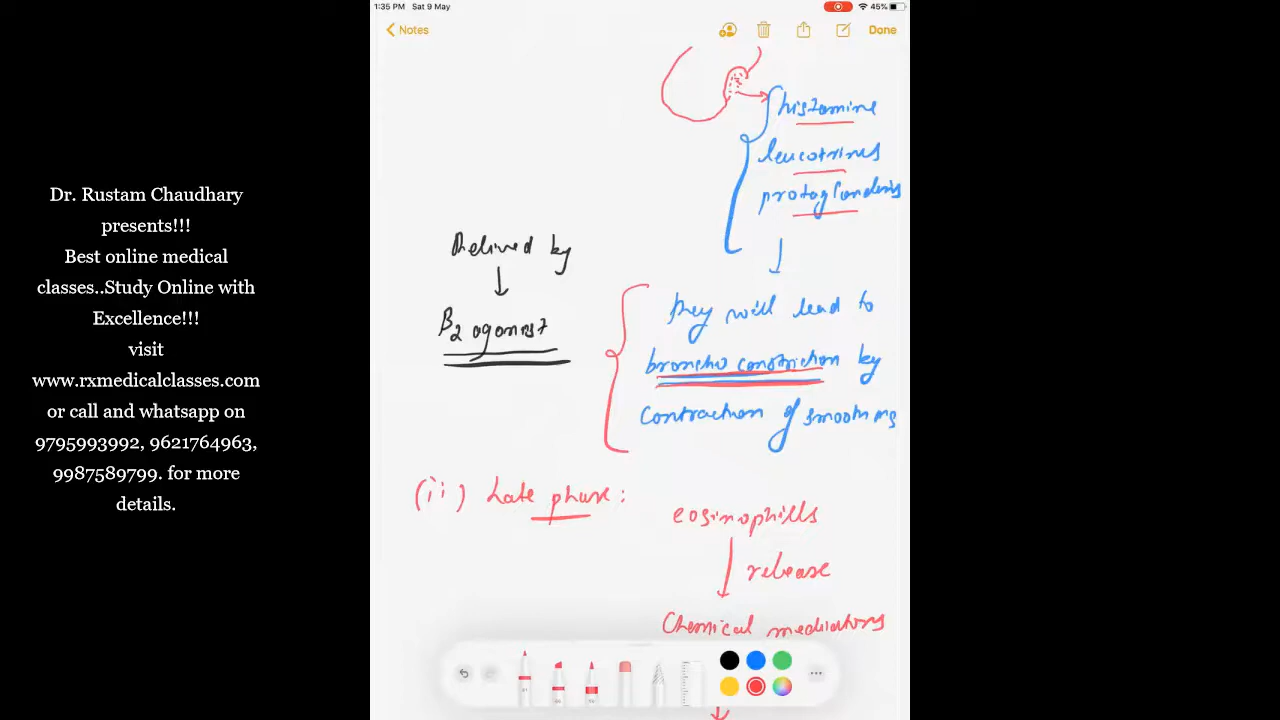 1:35 PM Sat 9 May
45%
Notes
Done
Dr. Rustam Chaudhary
presents!!!
Best online medical
classes..Study Online with
Excellence!!!
visit
www.rxmedicalclasses.com
or call and whatsapp on
9795993992, 9621764963,
9987589799. for more
details.
histamine
leucotrines
protaglanderis
Relived by
β2 agonist
they will lead to
broncho constriction by
contraction of smooth ms
(ii) Late phase:
eosinophills
release
Chemical mediators